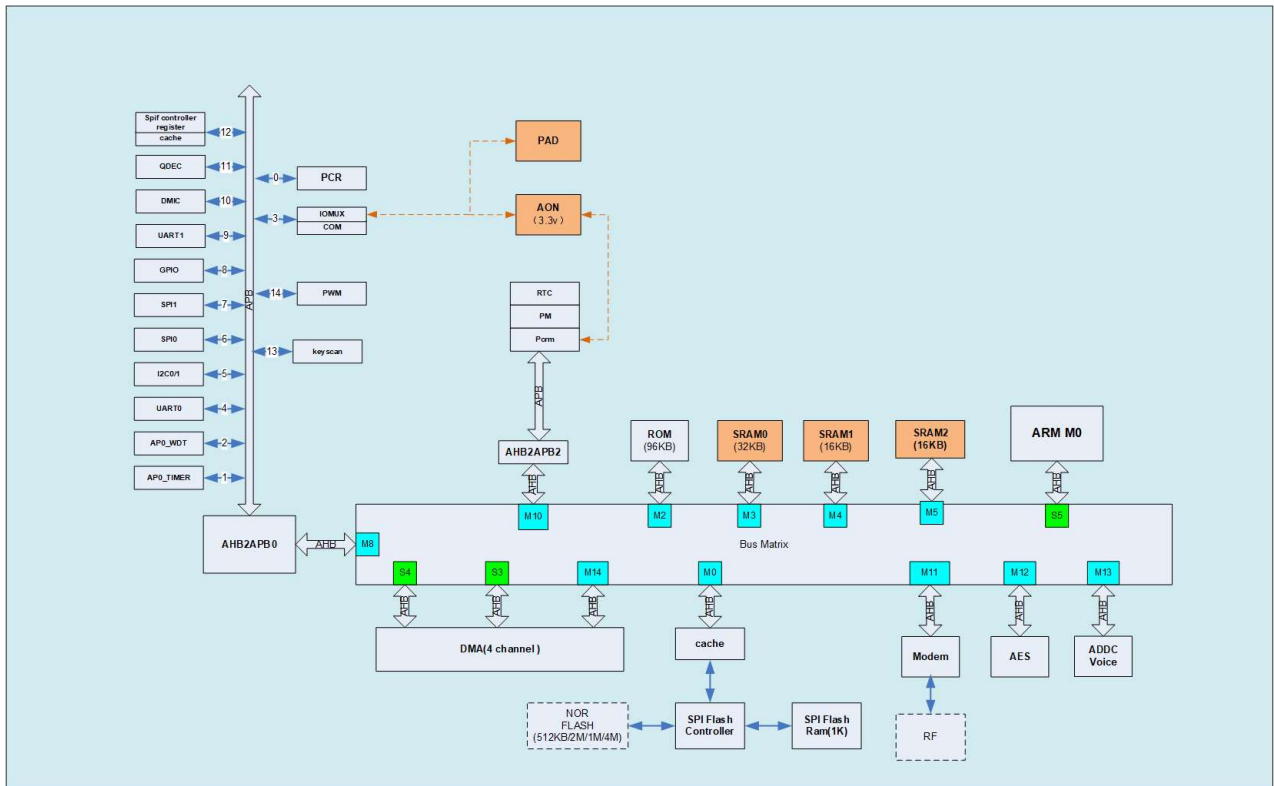 Spif controller
register
cache
12
QDEC
11
DMIC
10
UART1
9
GPIO
8
SPI1
7
SPI0
6
I2C0/1
5
UART0
4
AP0_WDT
2
AP0_TIMER
1
APB
0
PCR
3
IOMUX
COM
14
PWM
13
keyscan
PAD
AON
(3.3v)
RTC
PM
Pcrm
APB
AHB2APB2
AHB
ROM
(96KB)
AHB
SRAM0
(32KB)
AHB
SRAM1
(16KB)
AHB
SRAM2
(16KB)
AHB
ARM M0
AHB
M10
M2
M3
M4
M5
S5
AHB2APB0
AHB
M8
Bus Matrix
S4
S3
M14
M0
M11
M12
M13
AHB
AHB
AHB
AHB
AHB
AHB
AHB
DMA(4 channel )
cache
Modem
AES
ADDC
Voice
NOR
FLASH
(512KB/2M/1M/4M)
SPI Flash
Controller
SPI Flash
Ram(1K)
RF